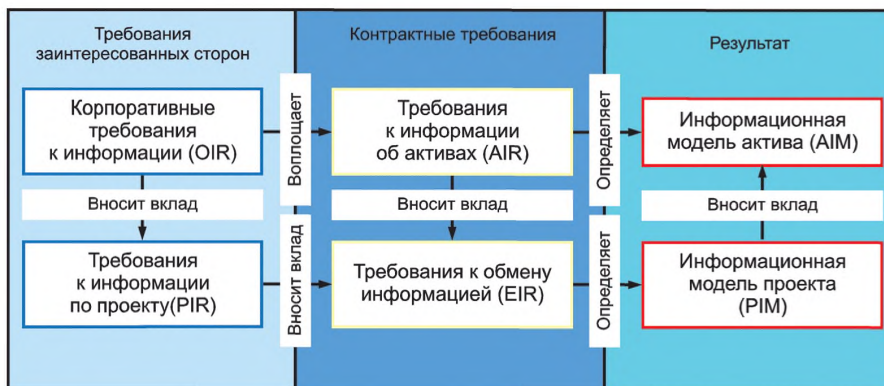 Требования
заинтересованных сторон
Контрактные требования
Результат
Корпоративные
требования
к информации (OIR)
Воплощает
Требования
к информации
об активах (AIR)
Определяет
Информационная
модель актива (AIM)
Вносит вклад
Вносит вклад
Вносит вклад
Требования
к информации
по проекту(PIR)
Вносит вклад
Требования к обмену
информацией (EIR)
Определяет
Информационная
модель проекта
(PIM)